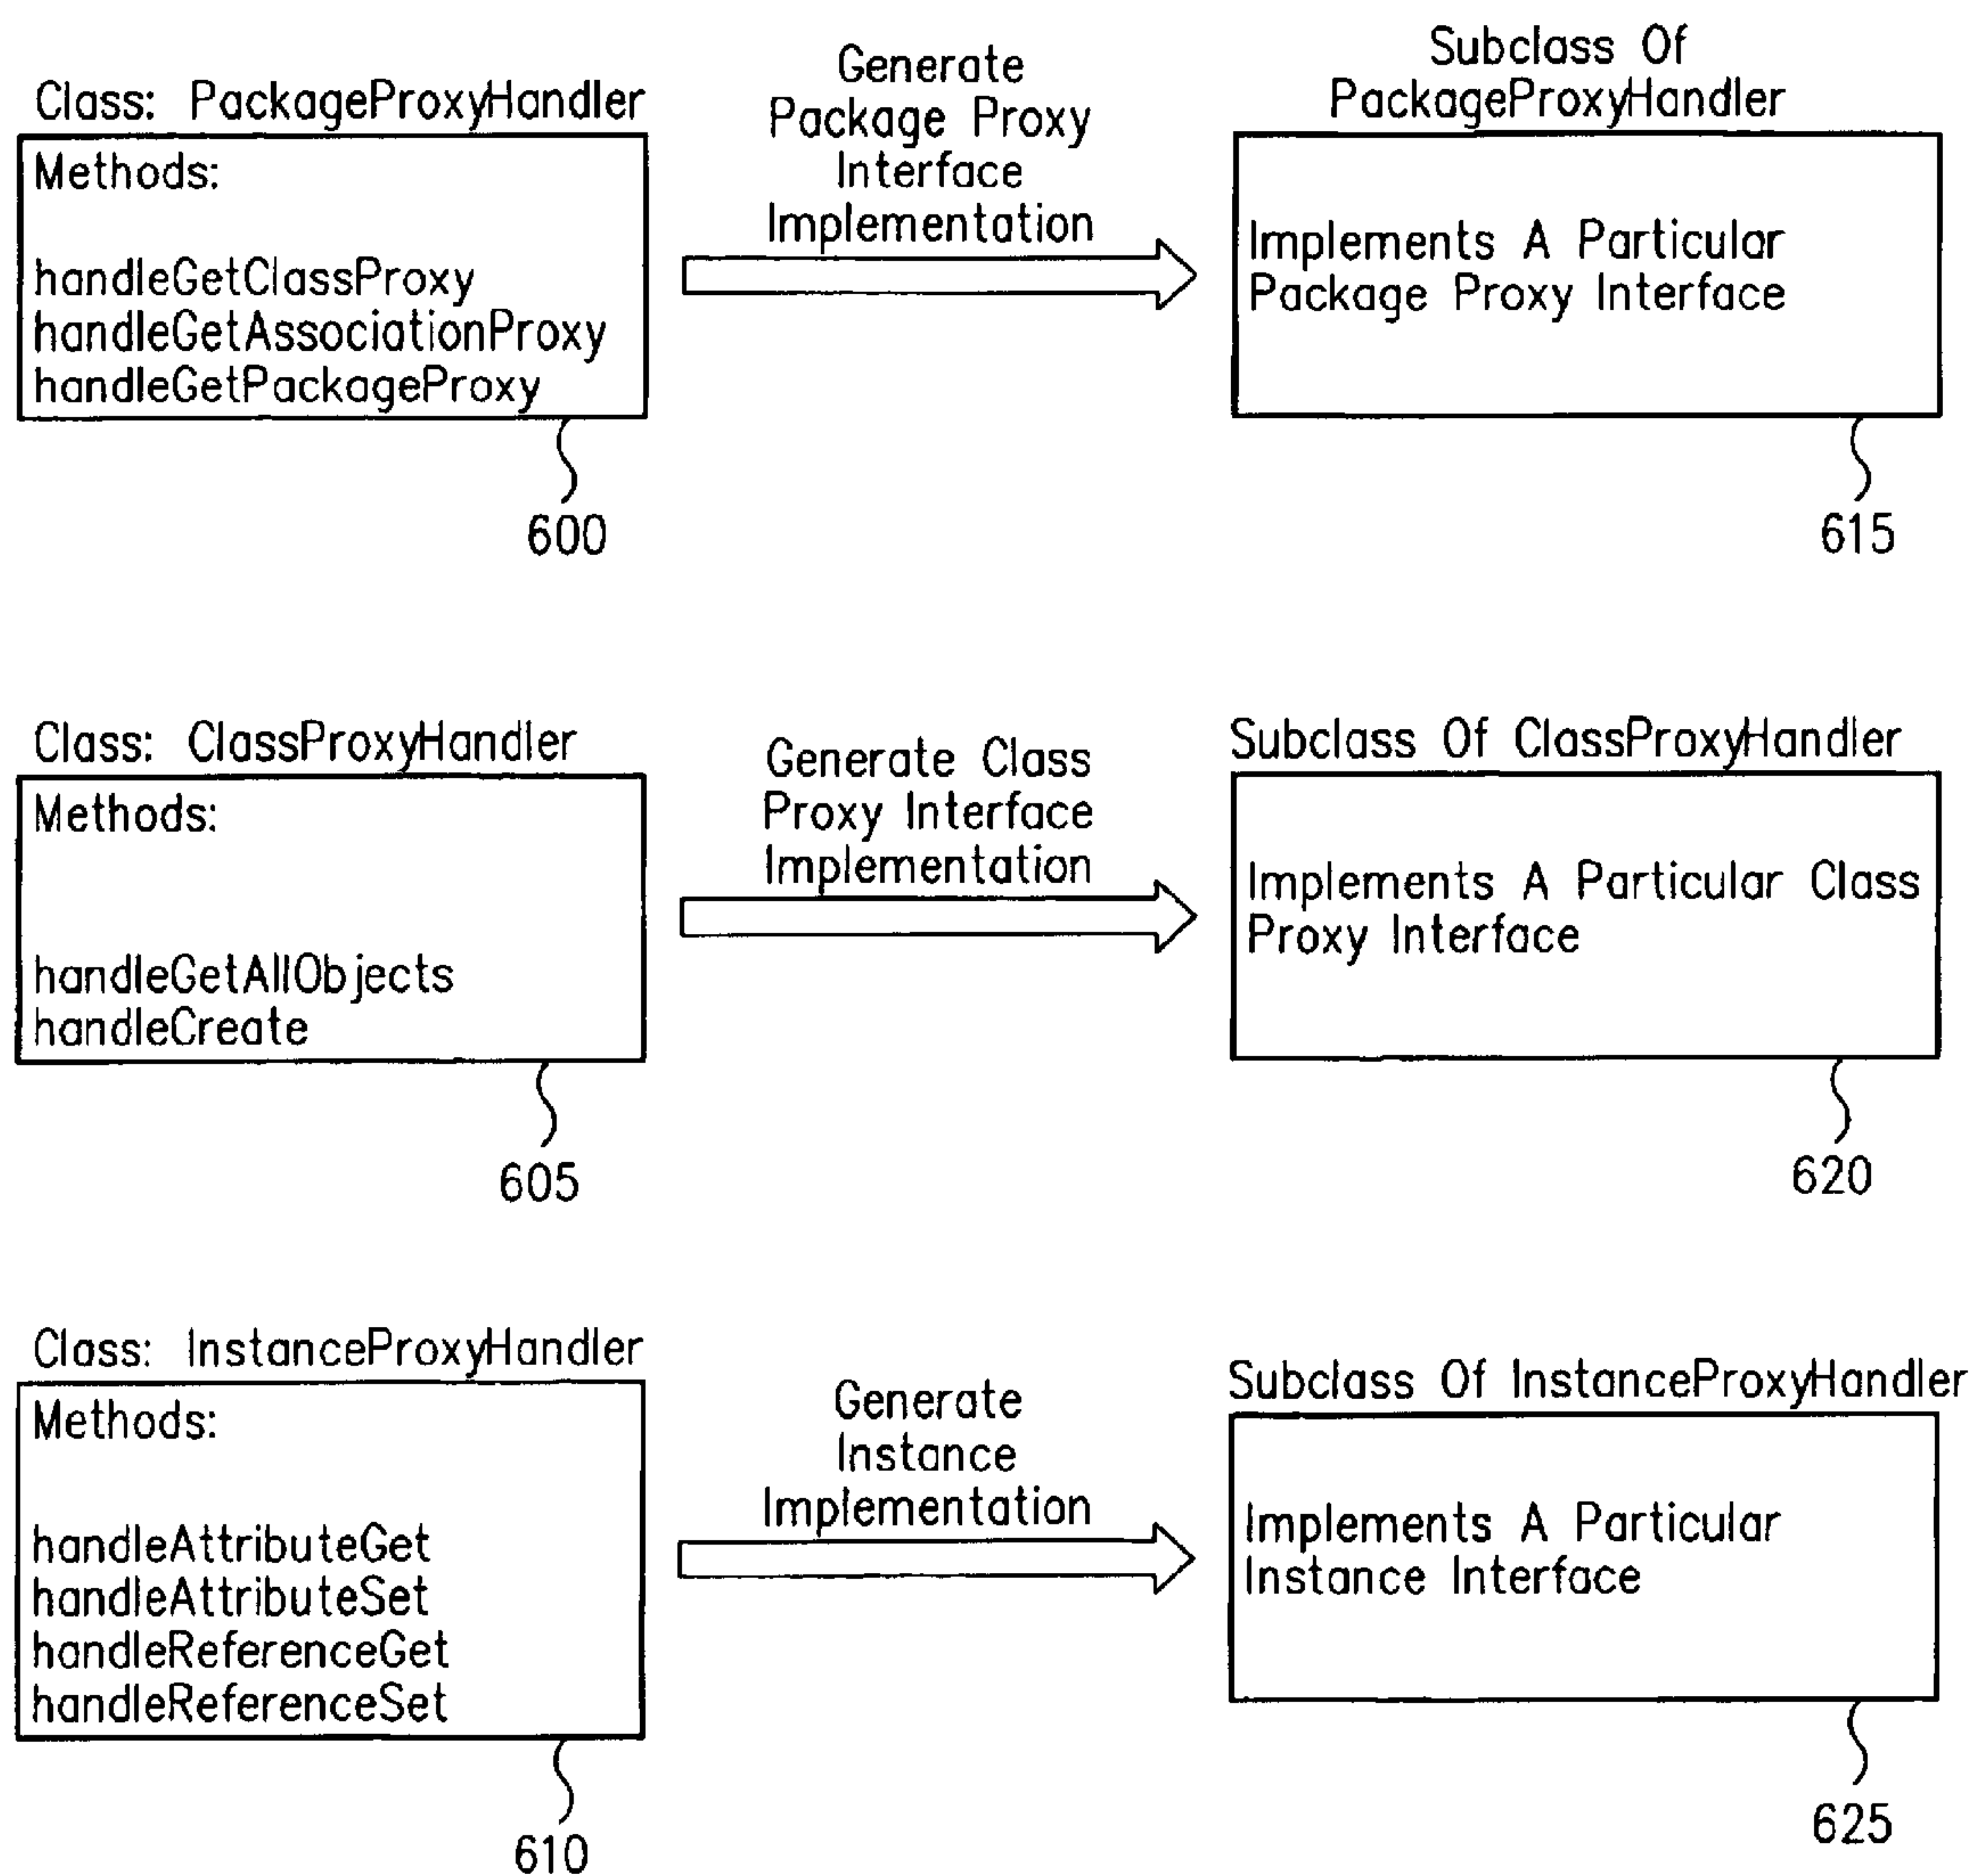 Class: PackageProxyHandler
Methods:
handleGetClassProxy
handleGetAssociationProxy
handleGetPackageProxy
600
Generate
Package Proxy
Interface
Implementation
Subclass Of
PackageProxyHandler
Implements A Particular
Package Proxy Interface
615
Class: ClassProxyHandler
Methods:
handleGetAllObjects
handleCreate
605
Generate Class
Proxy Interface
Implementation
Subclass Of ClassProxyHandler
Implements A Particular Class
Proxy Interface
620
Class: InstanceProxyHandler
Methods:
handleAttributeGet
handleAttributeSet
handleReferenceGet
handleReferenceSet
610
Generate
Instance
Implementation
Subclass Of InstanceProxyHandler
Implements A Particular
Instance Interface
625